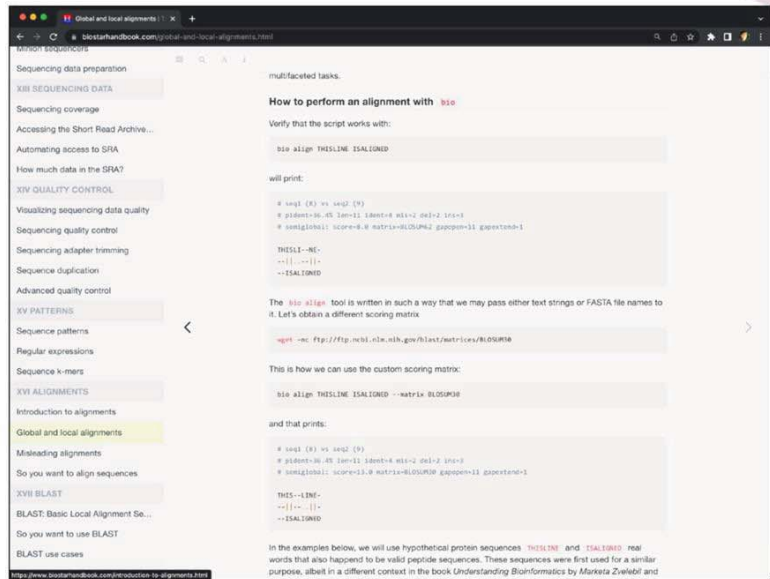 Global and local alignments | T
biostarhandbook.com/global-and-local-alignments.html
Minion sequencers
Sequencing data preparation
XIII SEQUENCING DATA
Sequencing coverage
Accessing the Short Read Archive...
Automating access to SRA
How much data in the SRA?
XIV QUALITY CONTROL
Visualizing sequencing data quality
Sequencing quality control
Sequencing adapter trimming
Sequence duplication
Advanced quality control
XV PATTERNS
Sequence patterns
Regular expressions
Sequence k-mers
XVI ALIGNMENTS
Introduction to alignments
Global and local alignments
Misleading alignments
So you want to align sequences
XVII BLAST
BLAST: Basic Local Alignment Se...
So you want to use BLAST
BLAST use cases
https://www.biostarhandbook.com/introduction-to-alignments.html
multifaceted tasks.
How to perform an alignment with bio
Verify that the script works with:
bio align THISLINE ISALIGNED
will print:
# seq1 (8) vs seq2 (9)
# pident=36.4% len=11 ident=4 mis=2 del=2 ins=3
# semiglobal: score=8.0 matrix=BLOSUM62 gapopen=11 gapextend=1
THISLI--NE-
--||..--||-
--ISALIGNED
The bio align tool is written in such a way that we may pass either text strings or FASTA file names to
it. Let's obtain a different scoring matrix
wget -nc ftp://ftp.ncbi.nlm.nih.gov/blast/matrices/BLOSUM30
This is how we can use the custom scoring matrix:
bio align THISLINE ISALIGNED --matrix BLOSUM30
and that prints:
# seq1 (8) vs seq2 (9)
# pident=36.4% len=11 ident=4 mis=2 del=2 ins=3
# semiglobal: score=13.0 matrix=BLOSUM30 gapopen=11 gapextend=1
THIS--LINE-
--||--..||-
--ISALIGNED
In the examples below, we will use hypothetical protein sequences THISLINE and ISALIGNED real
words that also happend to be valid peptide sequences. These sequences were first used for a similar
purpose, albeit in a different context in the book Understanding Bioinformatics by Marketa Zvelebil and